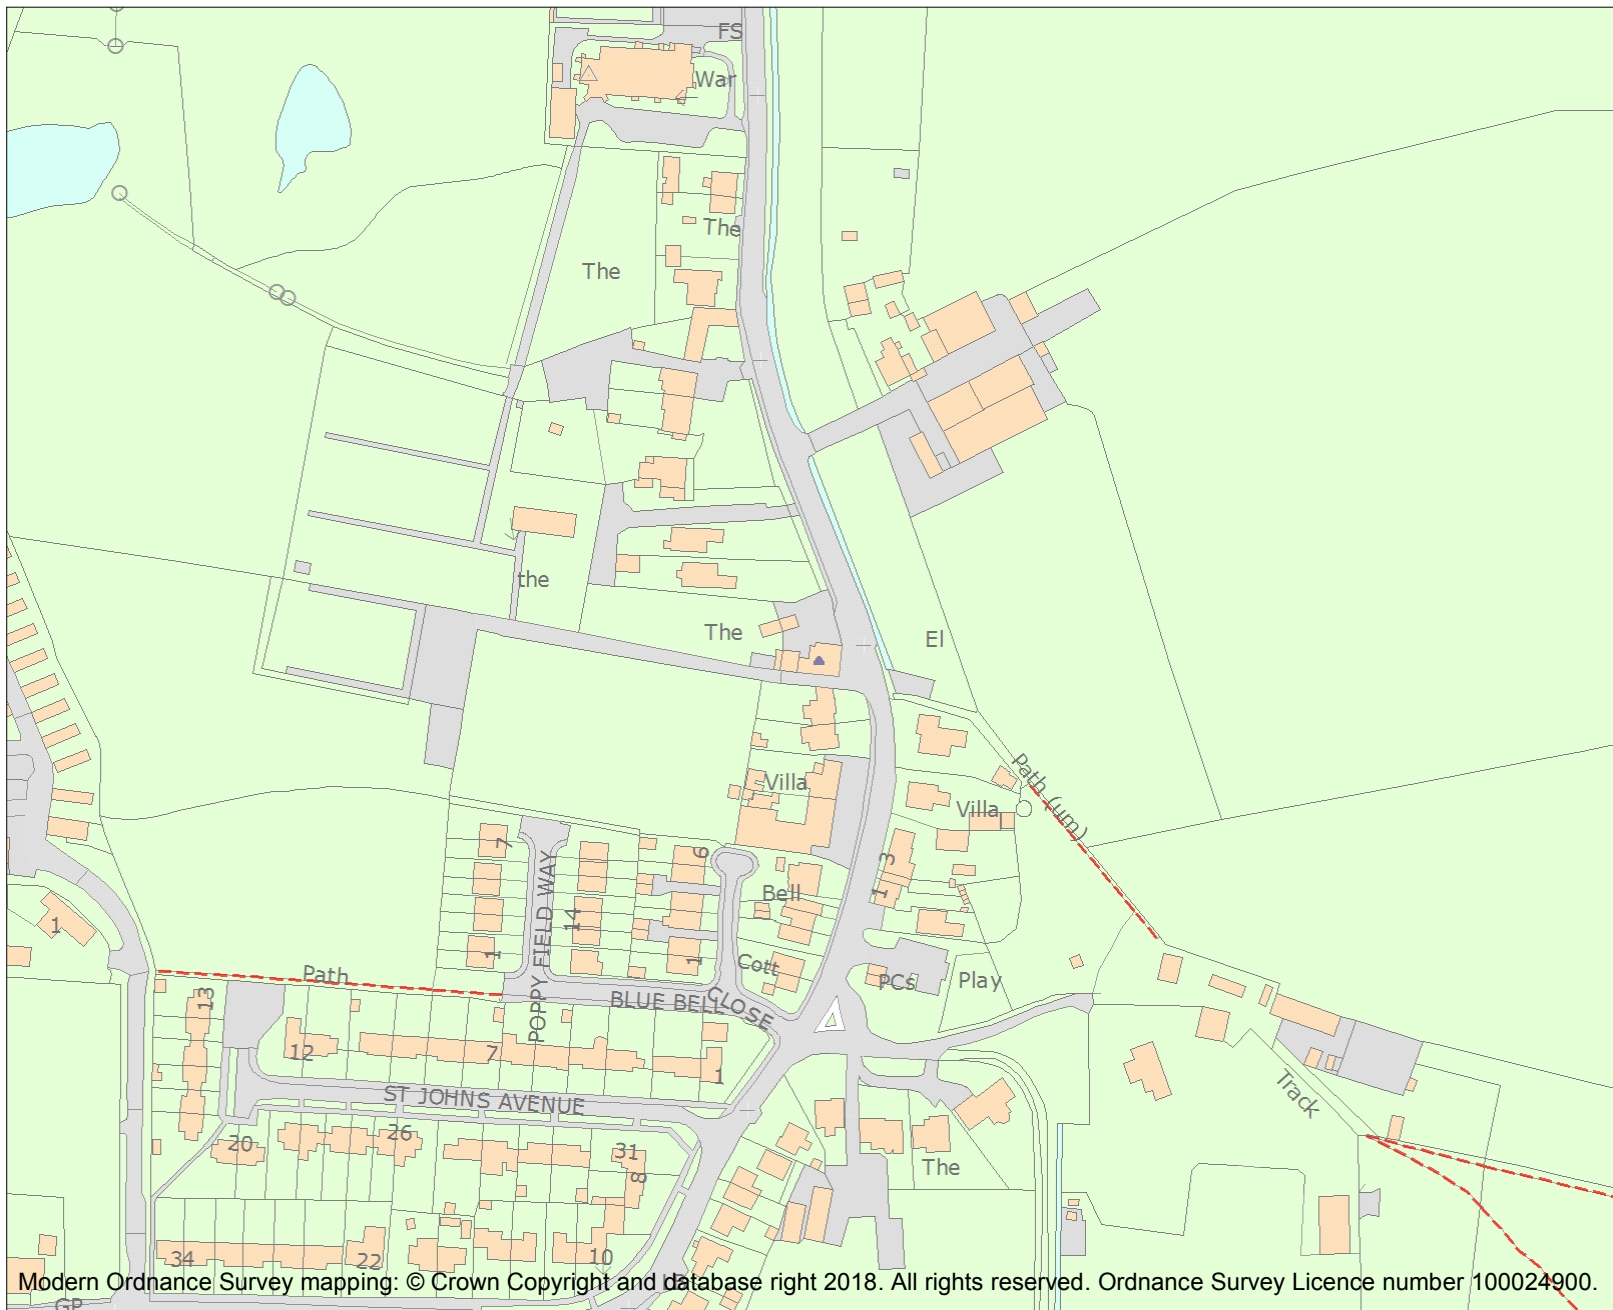 FS
War
The
The
The
the
El
Path (um)
Villa
Villa
7
6
3
1
Bell
POPPY FIELD WAY
14
1
1
1
Cott
PCs
Play
Path
BLUE BELL CLOSE
13
12
7
1
ST JOHNS AVENUE
Track
20
26
31
8
The
34
22
10
Modern Ordnance Survey mapping: © Crown Copyright and database right 2018. All rights reserved. Ordnance Survey Licence number 100024900.
GP